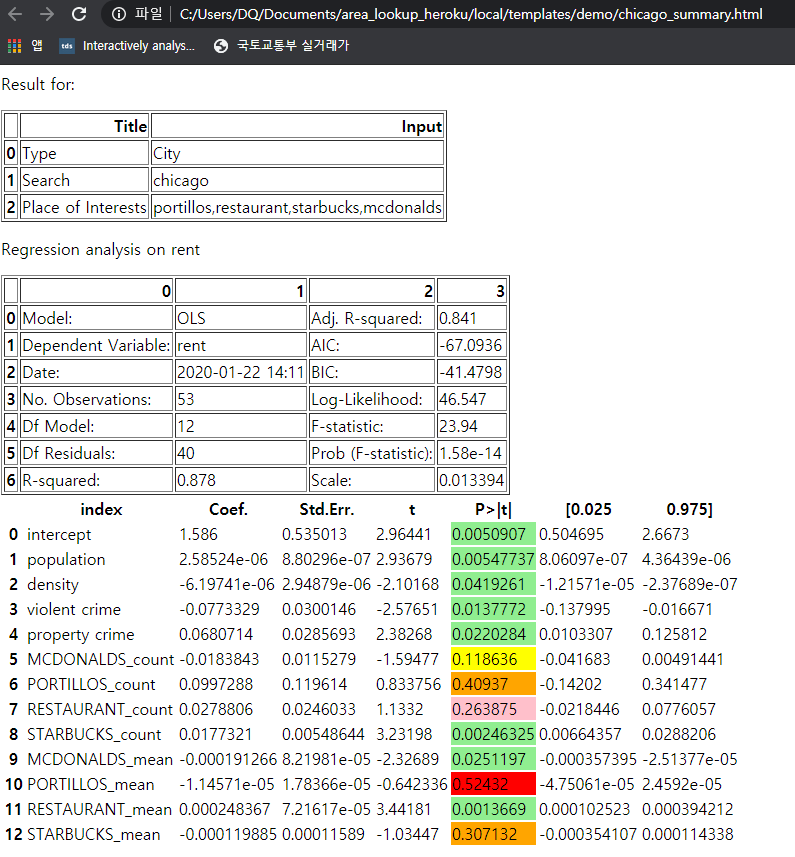 파일 C:/Users/DQ/Documents/area_lookup_heroku/local/templates/demo/chicago_summary.html
앱 tds Interactively analys... 국토교통부 실거래가
Result for:
Title Input
0 Type City
1 Search chicago
2 Place of Interests portillos,restaurant,starbucks,mcdonalds
Regression analysis on rent
0 1 2 3
0 Model: OLS Adj. R-squared: 0.841
1 Dependent Variable: rent AIC: -67.0936
2 Date: 2020-01-22 14:11 BIC: -41.4798
3 No. Observations: 53 Log-Likelihood: 46.547
4 Df Model: 12 F-statistic: 23.94
5 Df Residuals: 40 Prob (F-statistic): 1.58e-14
6 R-squared: 0.878 Scale: 0.013394
index Coef. Std.Err. t P>|t| [0.025 0.975]
0 intercept 1.586 0.535013 2.96441 0.0050907 0.504695 2.6673
1 population 2.58524e-06 8.80296e-07 2.93679 0.00547737 8.06097e-07 4.36439e-06
2 density -6.19741e-06 2.94879e-06 -2.10168 0.0419261 -1.21571e-05 -2.37689e-07
3 violent crime -0.0773329 0.0300146 -2.57651 0.0137772 -0.137995 -0.016671
4 property crime 0.0680714 0.0285693 2.38268 0.0220284 0.0103307 0.125812
5 MCDONALDS_count -0.0183843 0.0115279 -1.59477 0.118636 -0.041683 0.00491441
6 PORTILLOS_count 0.0997288 0.119614 0.833756 0.40937 -0.14202 0.341477
7 RESTAURANT_count 0.0278806 0.0246033 1.1332 0.263875 -0.0218446 0.0776057
8 STARBUCKS_count 0.0177321 0.00548644 3.23198 0.00246325 0.00664357 0.0288206
9 MCDONALDS_mean -0.000191266 8.21981e-05 -2.32689 0.0251197 -0.000357395 -2.51377e-05
10 PORTILLOS_mean -1.14571e-05 1.78366e-05 -0.642336 0.52432 -4.75061e-05 2.4592e-05
11 RESTAURANT_mean 0.000248367 7.21617e-05 3.44181 0.0013669 0.000102523 0.000394212
12 STARBUCKS_mean -0.000119885 0.00011589 -1.03447 0.307132 -0.000354107 0.000114338